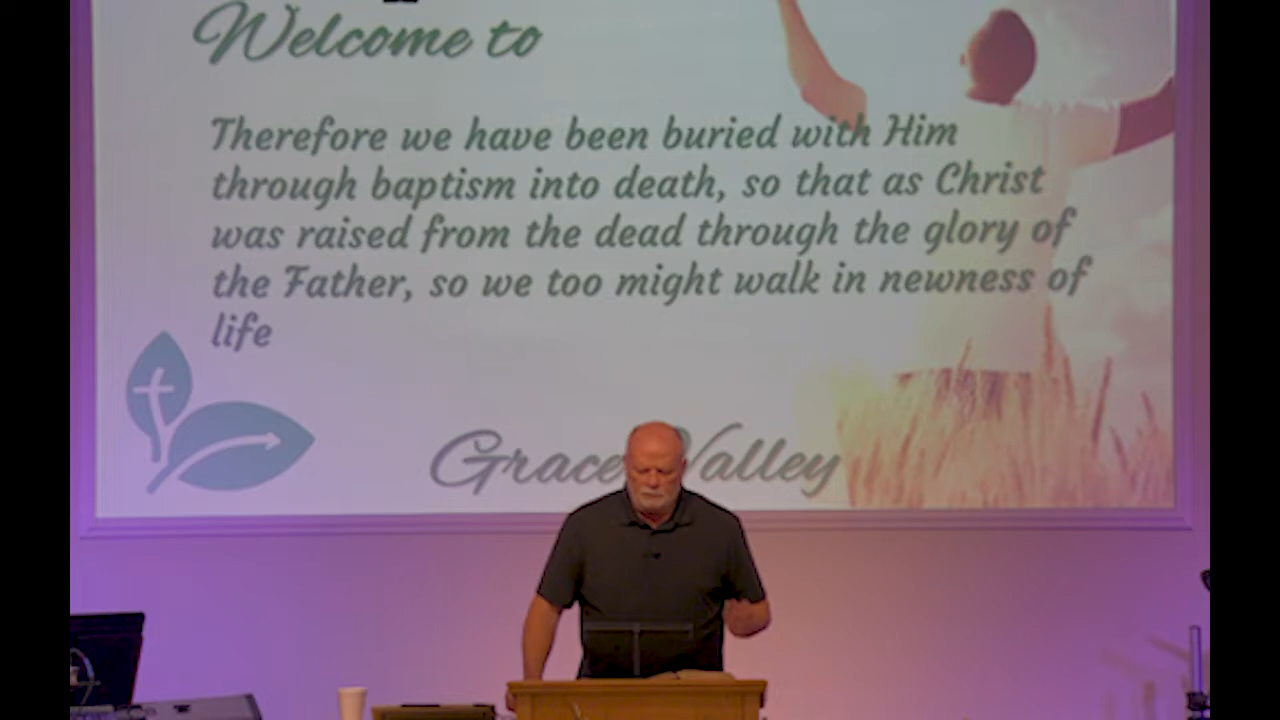 Welcome to
Therefore we have been buried with Him
through baptism into death, so that as Christ
was raised from the dead through the glory of
the Father, so we too might walk in newness of
life
Grace Valley